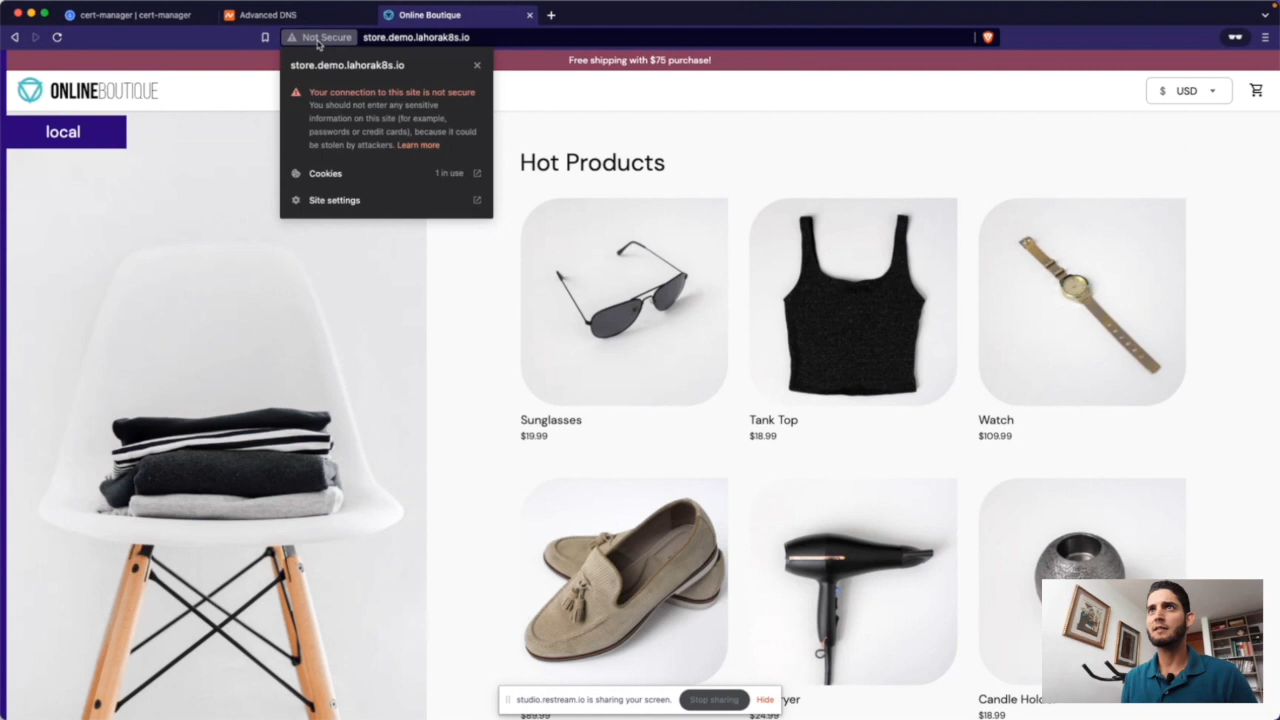 cert-manager | cert-manager
Advanced DNS
Online Boutique
Not Secure
store.demo.lahorak8s.io
Free shipping with $75 purchase!
store.demo.lahorak8s.io
Your connection to this site is not secure
You should not enter any sensitive
information on this site (for example,
passwords or credit cards), because it could
be stolen by attackers. Learn more
Cookies
1 in use
Site settings
ONLINEBOUTIQUE
$ USD
local
Hot Products
Sunglasses
$19.99
Tank Top
$18.99
Watch
$109.99
studio.restream.io is sharing your screen.
Stop sharing
Hide
$89.99
$24.99
Candle
$18.99